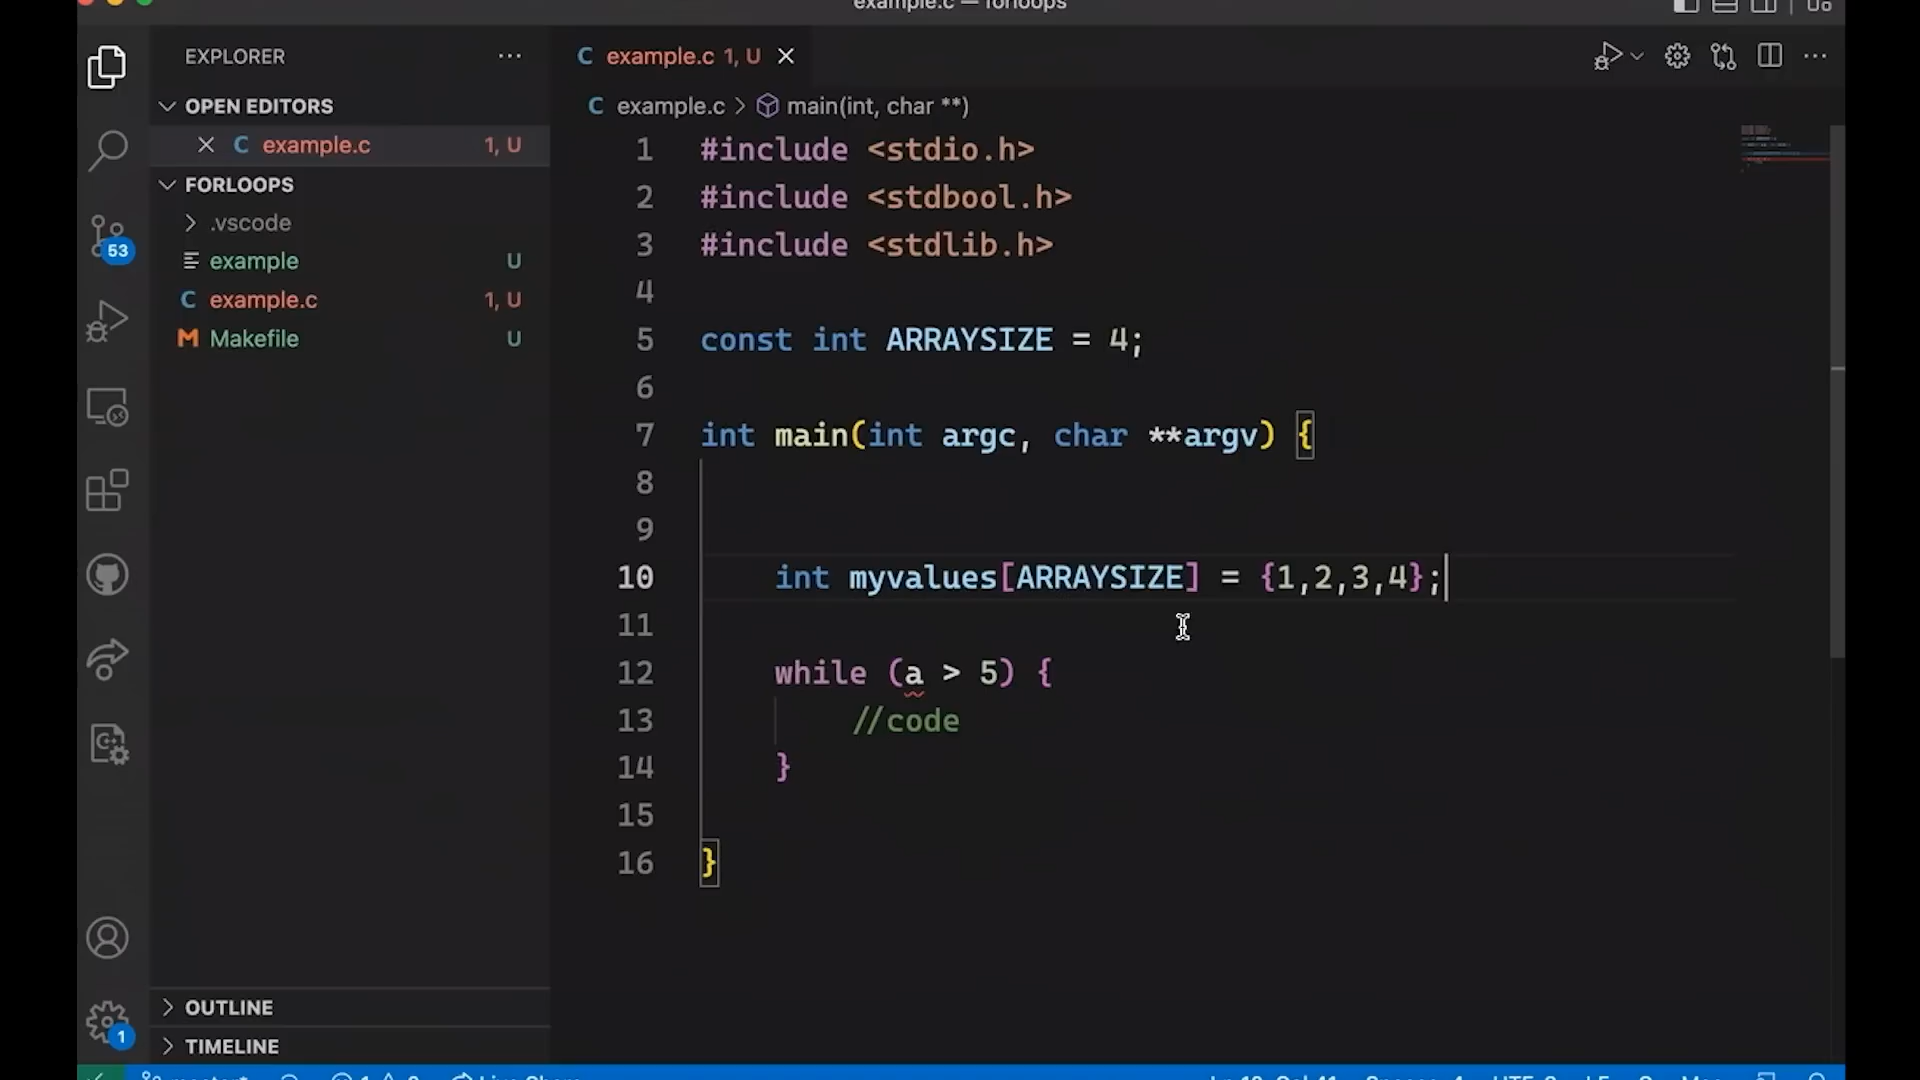 example.c — forloops
EXPLORER
OPEN EDITORS
example.c 1, U
FORLOOPS
.vscode
example U
example.c 1, U
Makefile U
OUTLINE
TIMELINE
53
1
example.c 1, U
example.c > main(int, char **)
1 #include <stdio.h>
2 #include <stdbool.h>
3 #include <stdlib.h>
4
5 const int ARRAYSIZE = 4;
6
7 int main(int argc, char **argv) {
8
9
10 int myvalues[ARRAYSIZE] = {1,2,3,4};
11
12 while (a > 5) {
13 //code
14 }
15
16 }